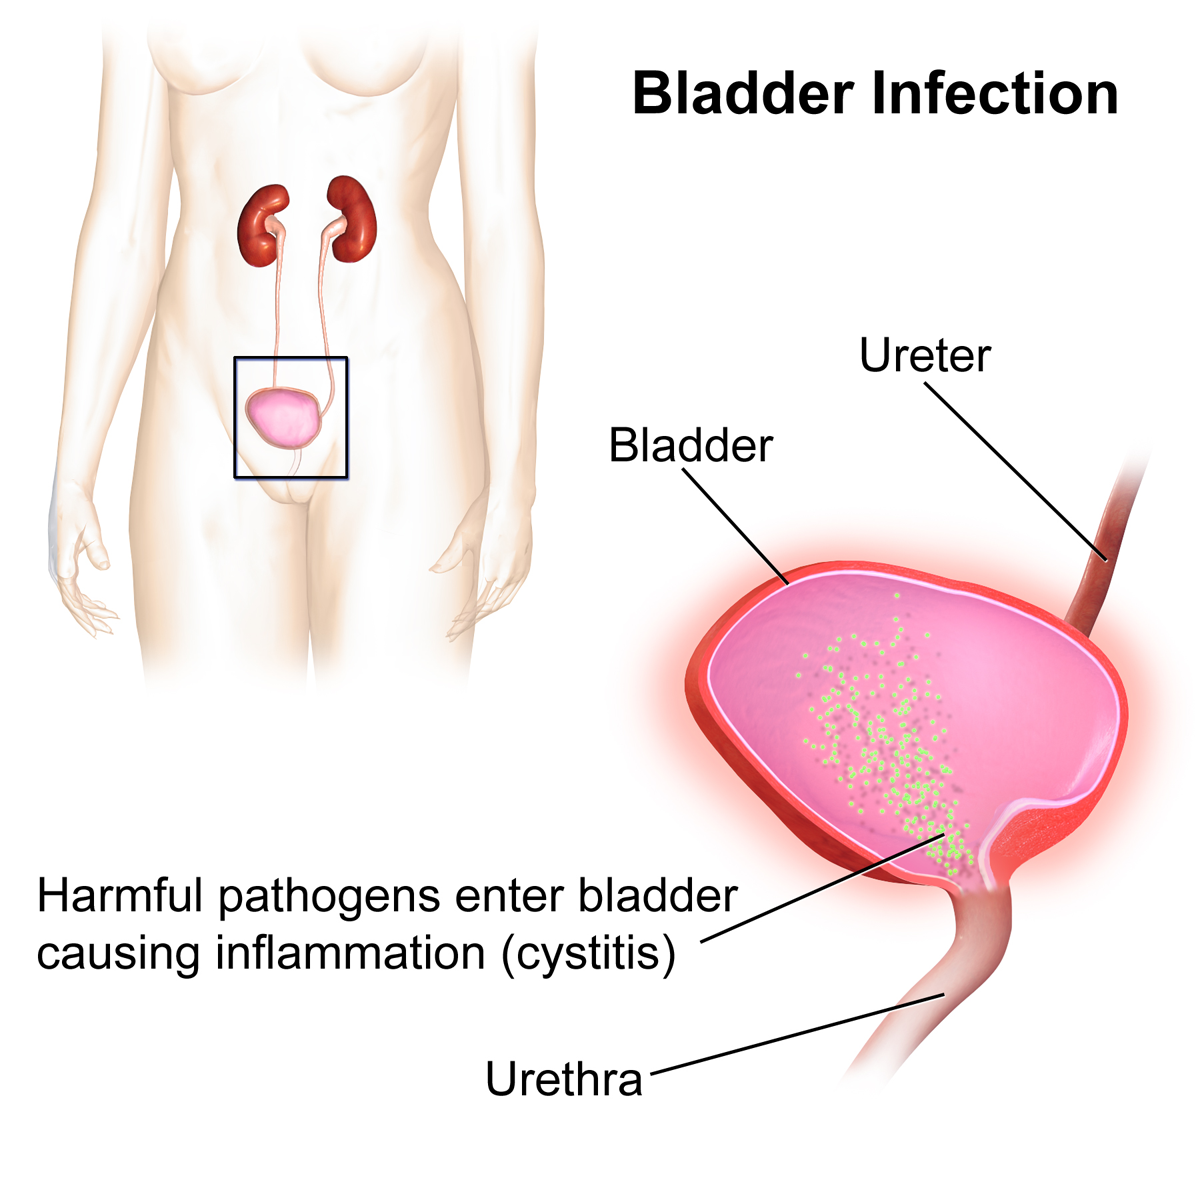 Bladder Infection
Ureter
Bladder
Harmful pathogens enter bladder
causing inflammation (cystitis)
Urethra